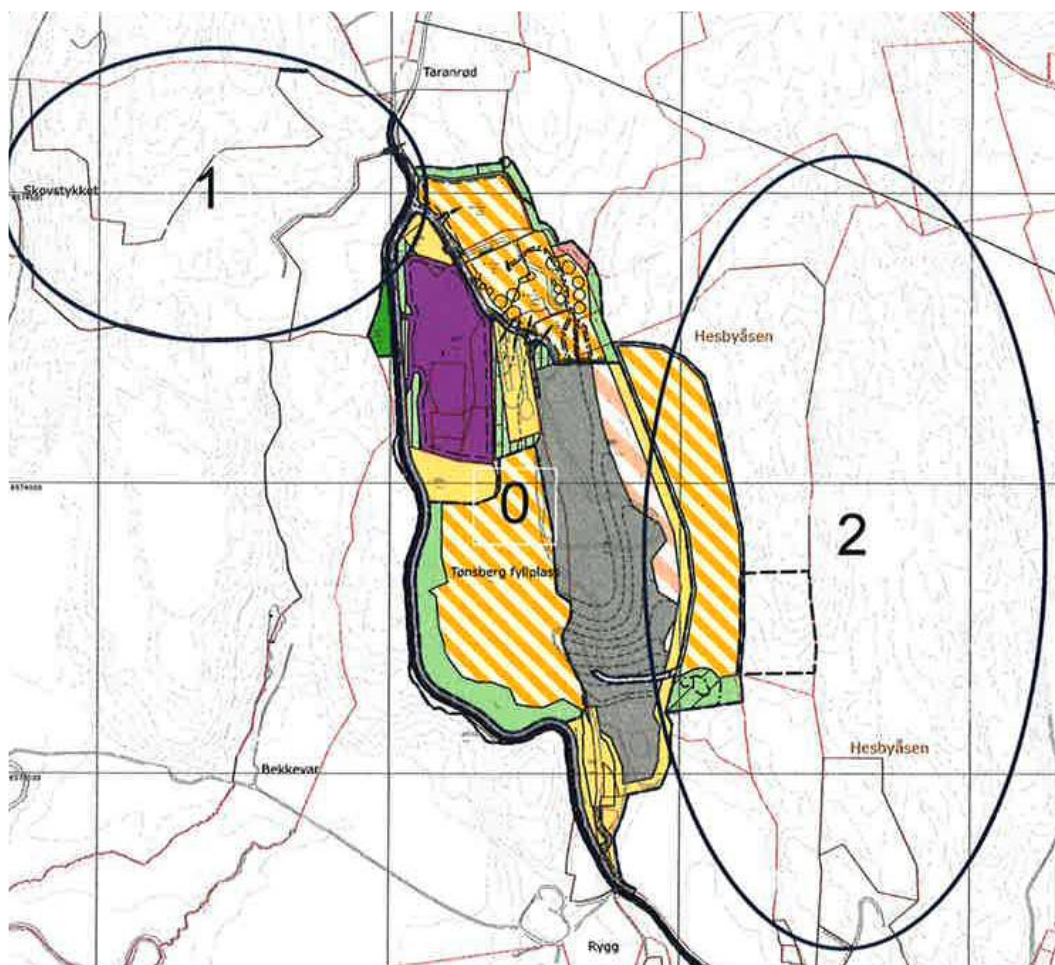 Taranrød
1
Skovstykket
Hesbyåsen
0
2
Tønsberg fyllplass
Hesbyåsen
Bekkevar
Rygg